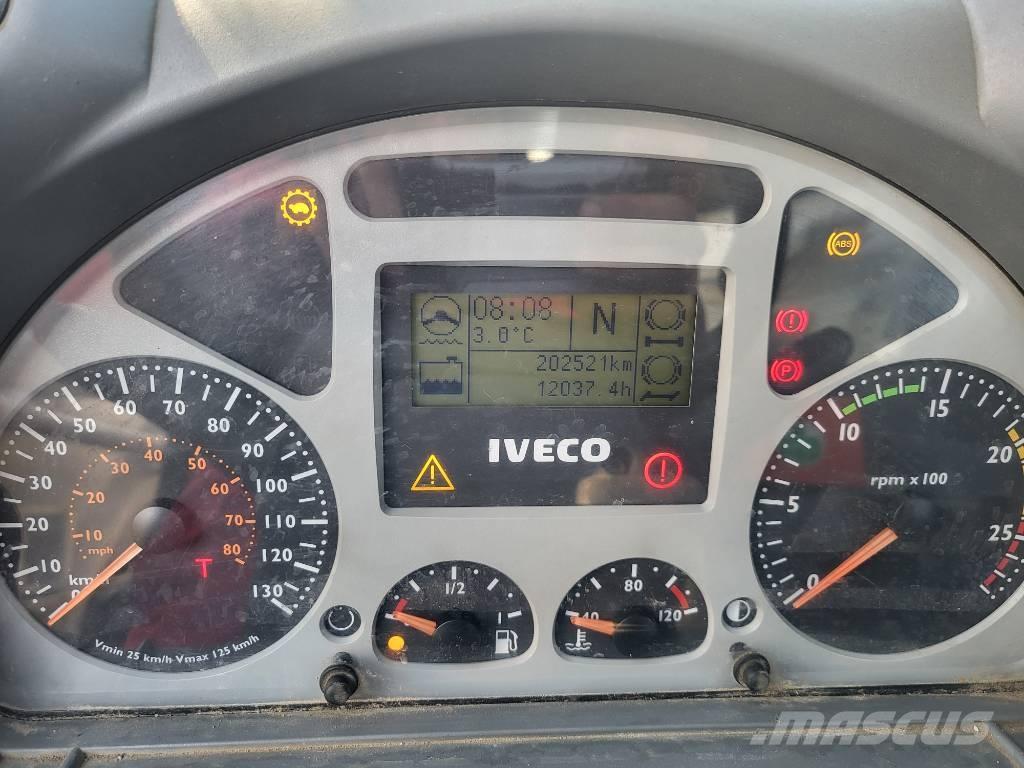 ABS
08:08
N
3.0°C
202521km
12037.4h
IVECO
P
10 20 30 40 50 60 70 80 90 100 110 120 130
10 20 30 40 50 60 70 80
mph
T
Vmin 25 km/h Vmax 125 km/h
1/2 1
40 80 120
0 5 10 15 20 25
rpm x 100
MASCUS